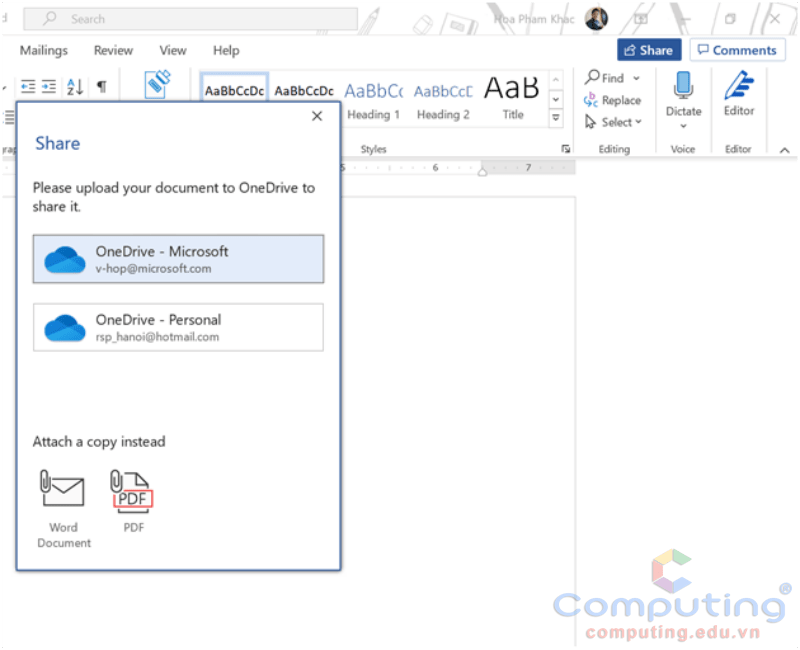 Search
Hoa Pham Khac
Mailings Review View Help
Share Comments
AaBbCcDc AaBbCcDc AaBbCc AaBbCcD AaB
Heading 1 Heading 2 Title
Find
Replace
Select
Dictate
Editor
Styles Editing Voice Editor
6 7
Share
Please upload your document to OneDrive to
share it.
OneDrive - Microsoft
v-hop@microsoft.com
OneDrive - Personal
rsp_hanoi@hotmail.com
Attach a copy instead
PDF
Word
Document
PDF
Computing®
computing.edu.vn